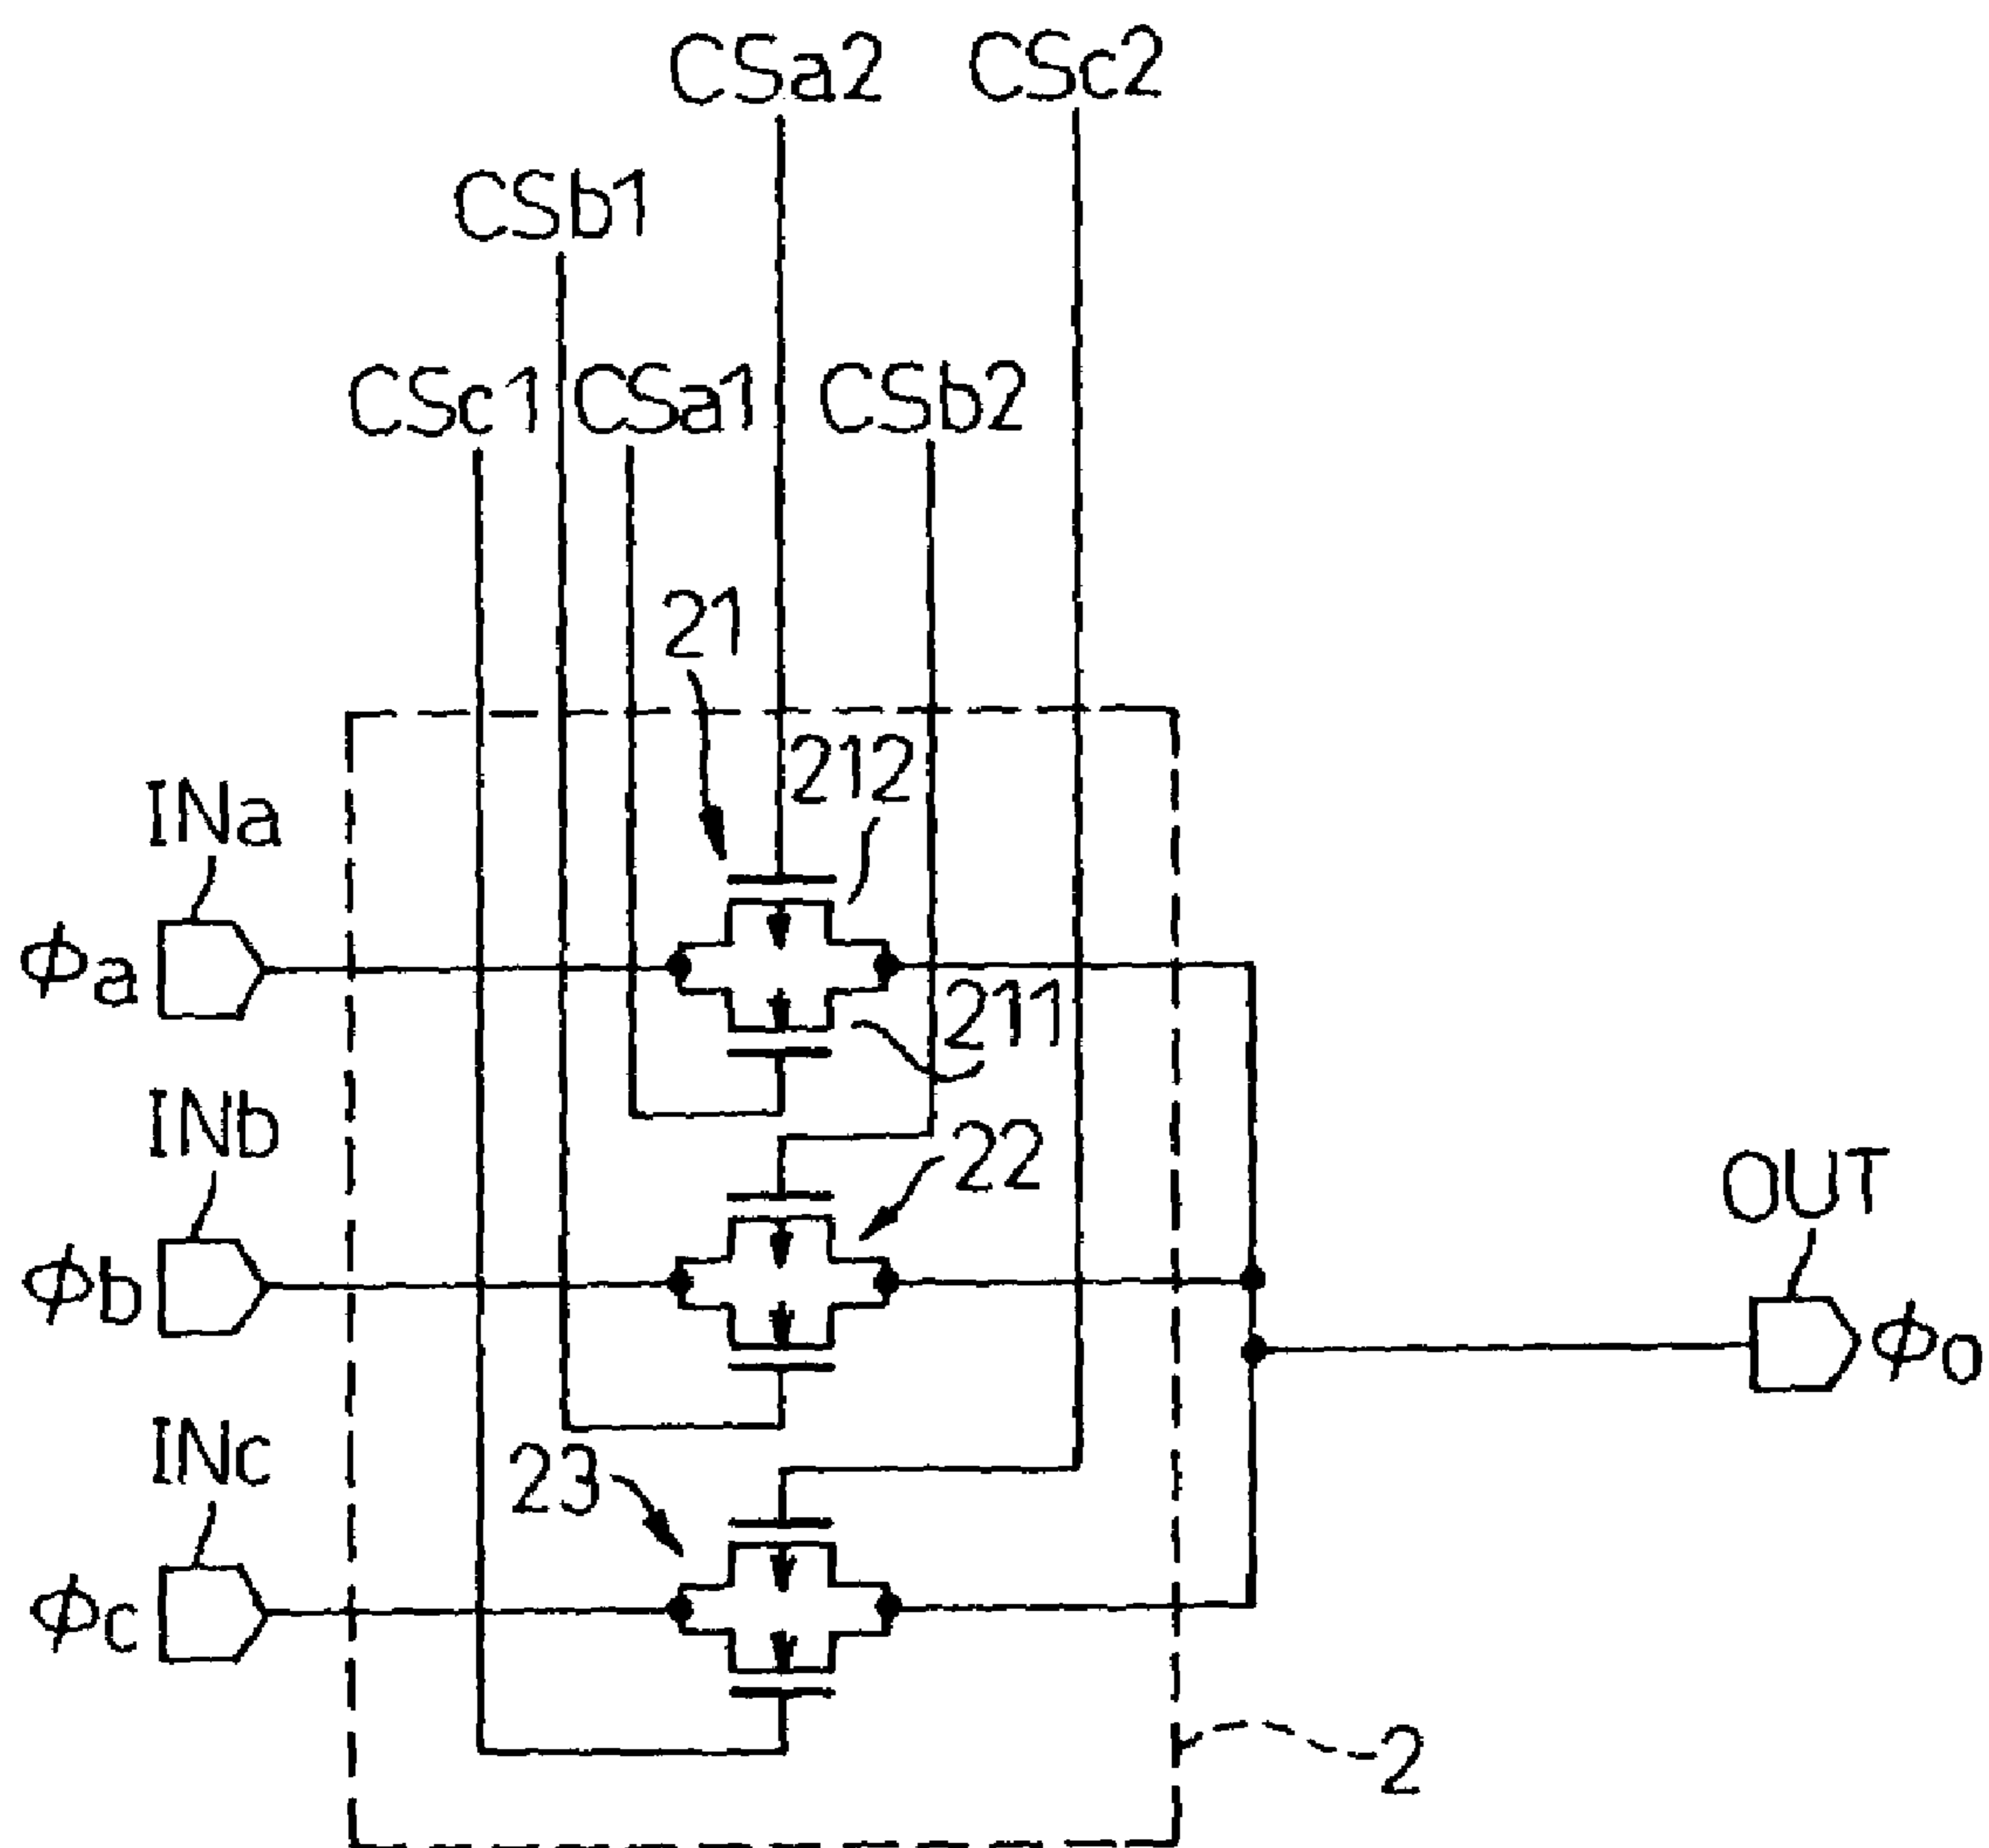 CSa2 CSc2
CSb1
CSc1 CSa1 CSb2
21
212
INa
Φa
211
INb
22
OUT
Φb
Φo
INc
23
Φc
2